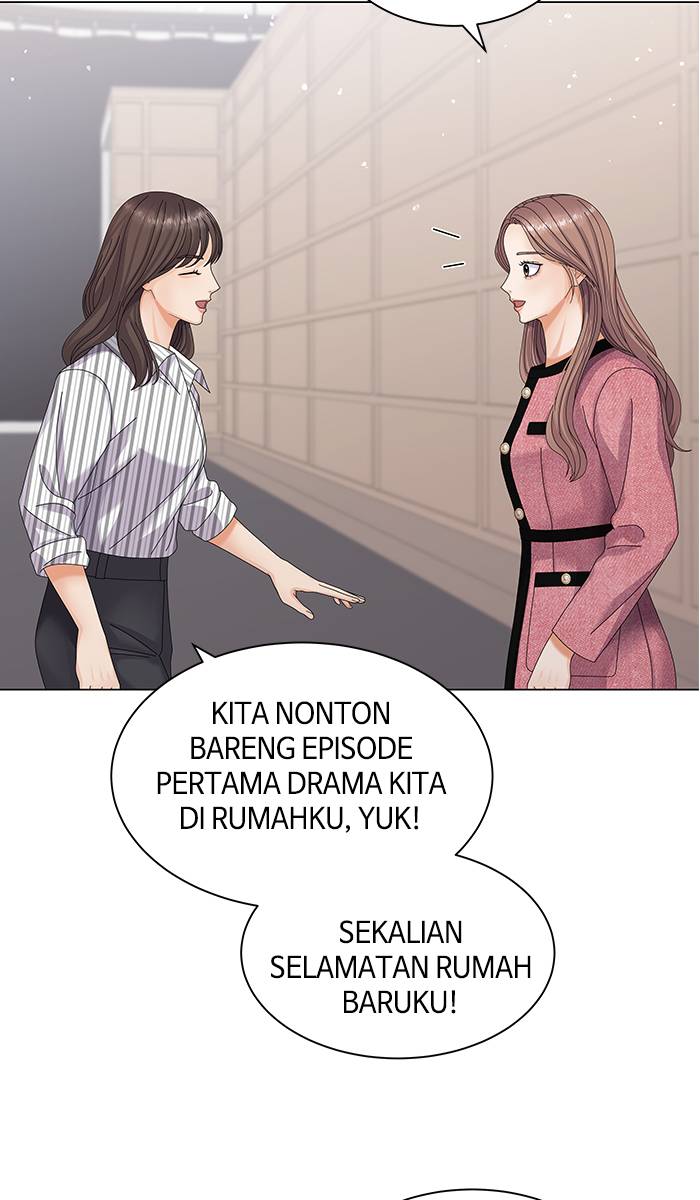 KITA NONTON
BARENG EPISODE
PERTAMA DRAMA KITA
DI RUMAHKU, YUK!
SEKALIAN
SELAMATAN RUMAH
BARUKU!